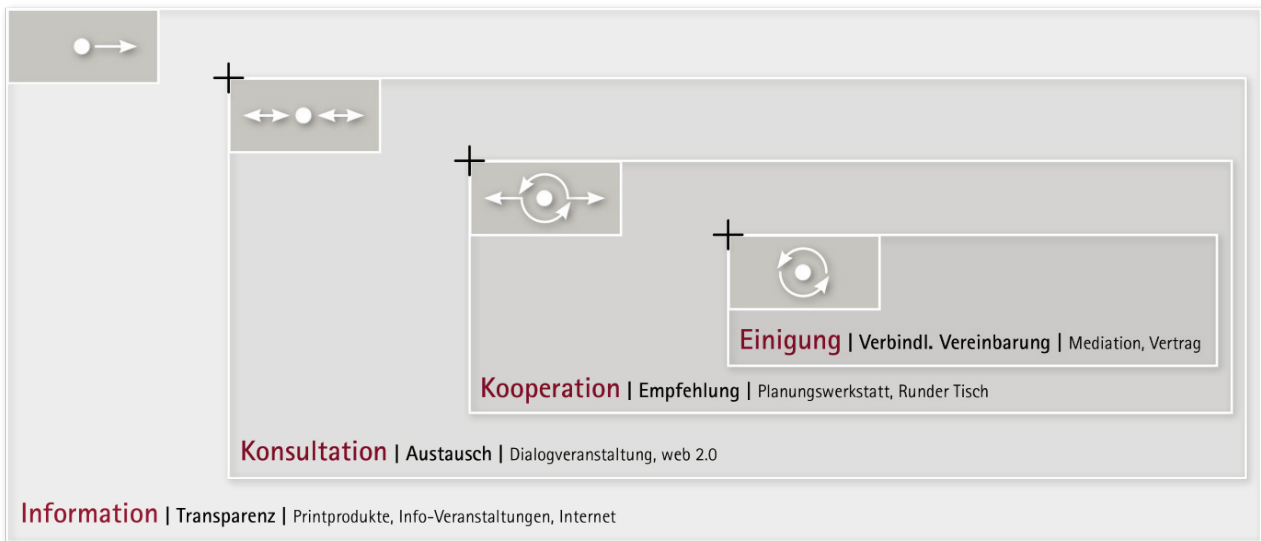 Einigung | Verbindl. Vereinbarung | Mediation, Vertrag
Kooperation | Empfehlung | Planungswerkstatt, Runder Tisch
Konsultation | Austausch | Dialogveranstaltung, web 2.0
Information | Transparenz | Printprodukte, Info-Veranstaltungen, Internet